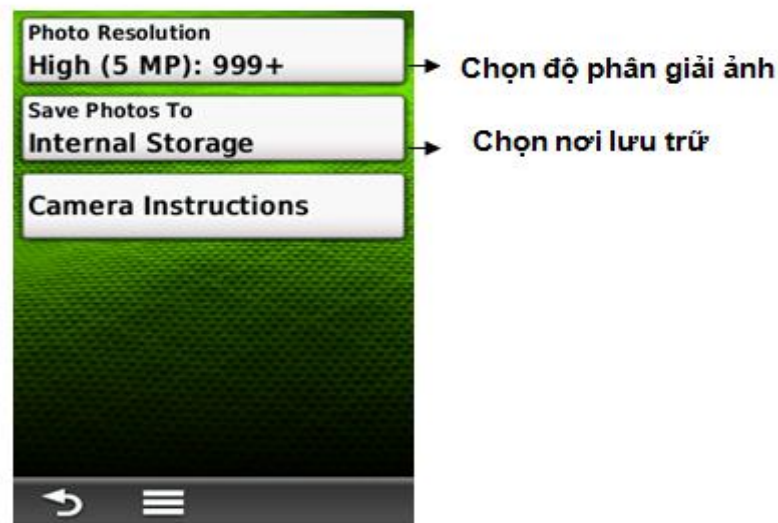 Photo Resolution
High (5 MP): 999+
Chọn độ phân giải ảnh
Save Photos To
Internal Storage
Chọn nơi lưu trữ
Camera Instructions